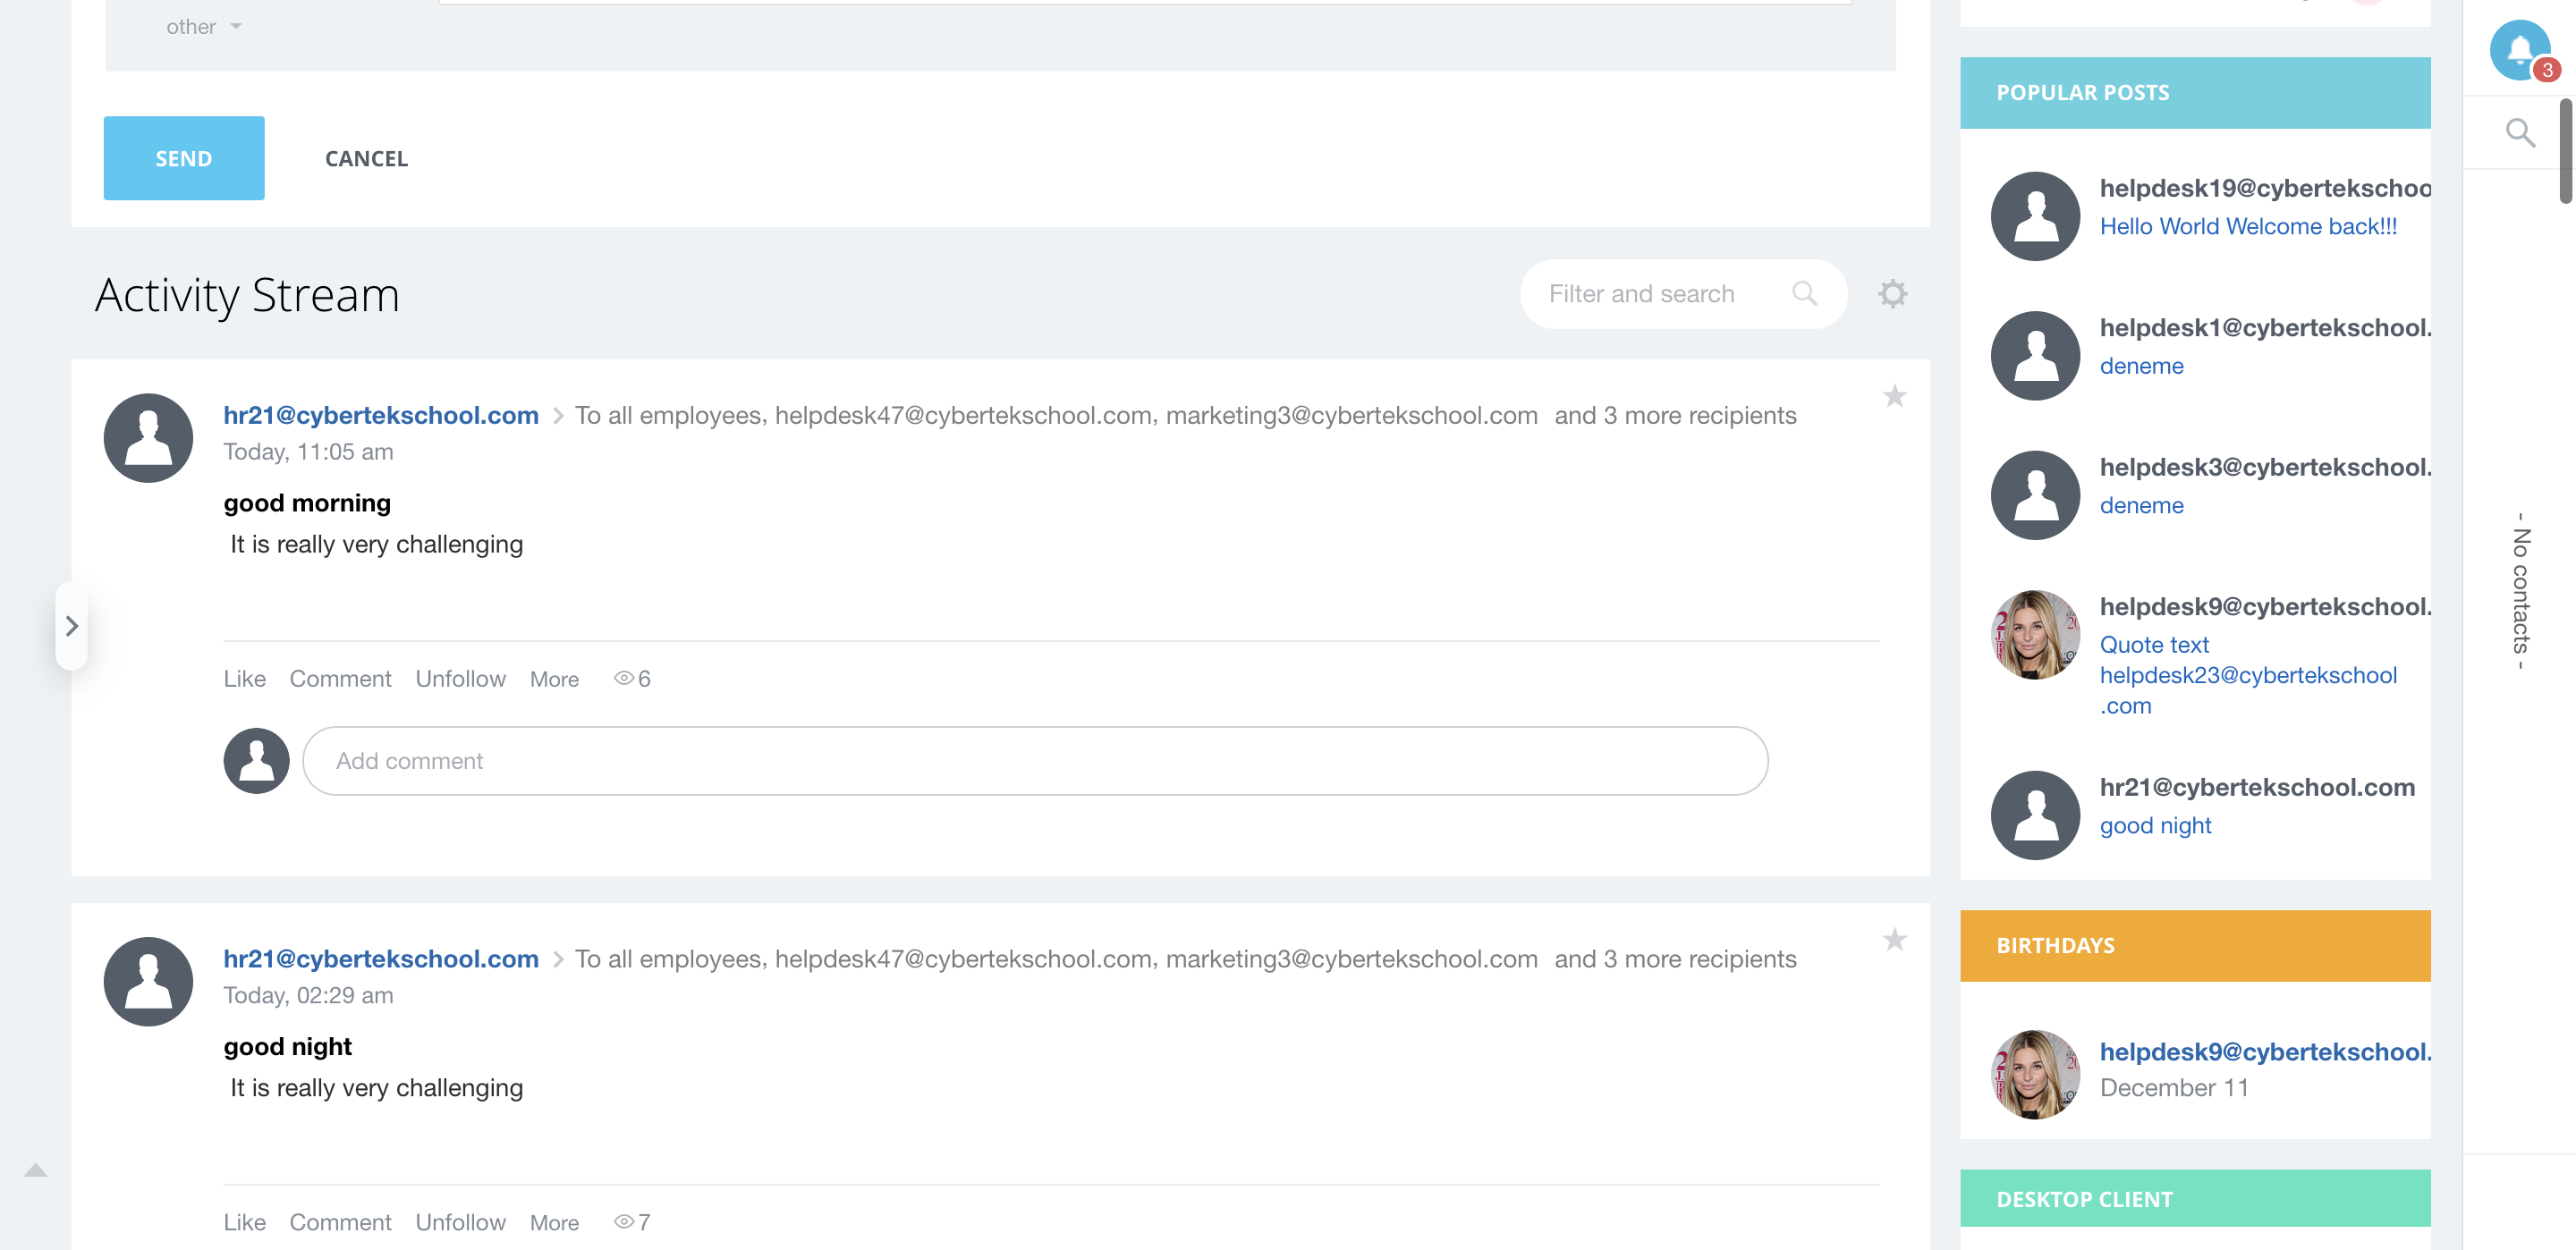 other
SEND
CANCEL
Activity Stream
Filter and search
hr21@cybertekschool.com
To all employees, helpdesk47@cybertekschool.com, marketing3@cybertekschool.com and 3 more recipients
Today, 11:05 am
good morning
It is really very challenging
Like Comment Unfollow More 6
Add comment
hr21@cybertekschool.com
To all employees, helpdesk47@cybertekschool.com, marketing3@cybertekschool.com and 3 more recipients
Today, 02:29 am
good night
It is really very challenging
Like Comment Unfollow More 7
POPULAR POSTS
helpdesk19@cybertekschoo
Hello World Welcome back!!!
helpdesk1@cybertekschool.
deneme
helpdesk3@cybertekschool.
deneme
helpdesk9@cybertekschool.
Quote text
helpdesk23@cybertekschool
.com
hr21@cybertekschool.com
good night
BIRTHDAYS
helpdesk9@cybertekschool.
December 11
DESKTOP CLIENT
3
- No contacts -